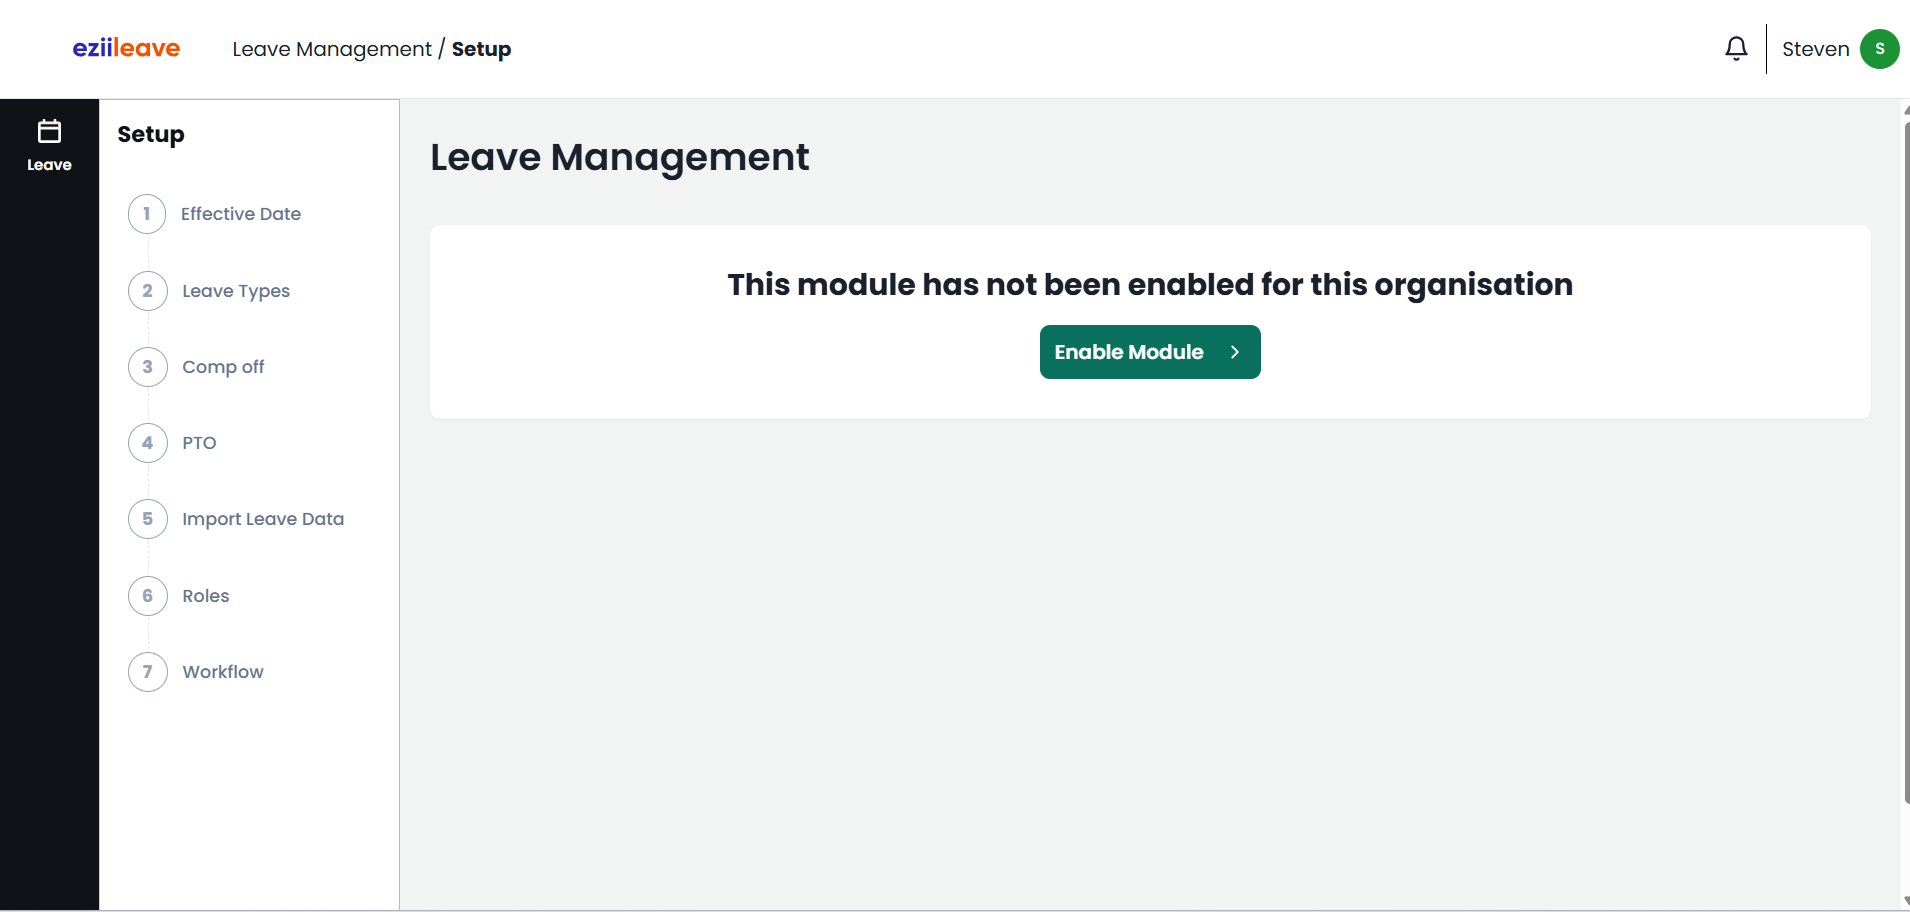 eziileave
Leave Management / Setup
Steven
S
Leave
Setup
1 Effective Date
2 Leave Types
3 Comp off
4 PTO
5 Import Leave Data
6 Roles
7 Workflow
Leave Management
This module has not been enabled for this organisation
Enable Module